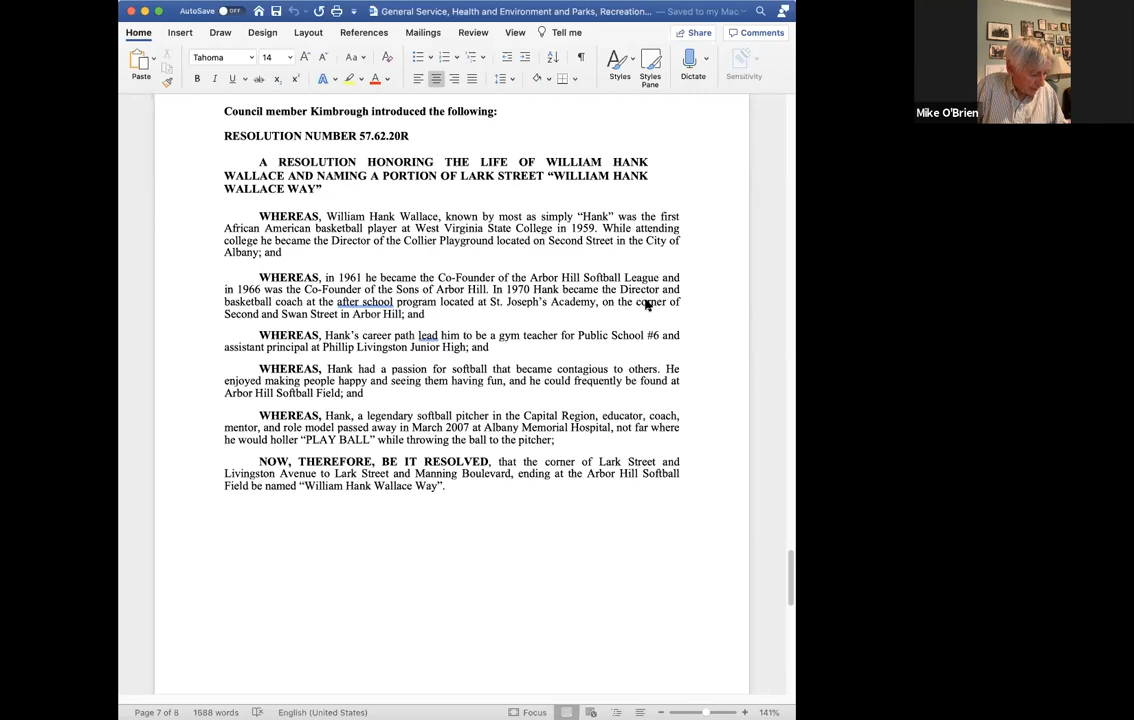 AutoSave OFF General Service, Health and Environment and Parks, Recreation... — Saved to my Mac
Home Insert Draw Design Layout References Mailings Review View Tell me Share Comments
Paste Tahoma 14 Styles Styles Pane Dictate Sensitivity
Council member Kimbrough introduced the following:
RESOLUTION NUMBER 57.62.20R
A RESOLUTION HONORING THE LIFE OF WILLIAM HANK
WALLACE AND NAMING A PORTION OF LARK STREET “WILLIAM HANK
WALLACE WAY”
WHEREAS, William Hank Wallace, known by most as simply “Hank” was the first
African American basketball player at West Virginia State College in 1959. While attending
college he became the Director of the Collier Playground located on Second Street in the City of
Albany; and
WHEREAS, in 1961 he became the Co-Founder of the Arbor Hill Softball League and
in 1966 was the Co-Founder of the Sons of Arbor Hill. In 1970 Hank became the Director and
basketball coach at the after school program located at St. Joseph’s Academy, on the corner of
Second and Swan Street in Arbor Hill; and
WHEREAS, Hank’s career path lead him to be a gym teacher for Public School #6 and
assistant principal at Phillip Livingston Junior High; and
WHEREAS, Hank had a passion for softball that became contagious to others. He
enjoyed making people happy and seeing them having fun, and he could frequently be found at
Arbor Hill Softball Field; and
WHEREAS, Hank, a legendary softball pitcher in the Capital Region, educator, coach,
mentor, and role model passed away in March 2007 at Albany Memorial Hospital, not far where
he would holler “PLAY BALL” while throwing the ball to the pitcher;
NOW, THEREFORE, BE IT RESOLVED, that the corner of Lark Street and
Livingston Avenue to Lark Street and Manning Boulevard, ending at the Arbor Hill Softball
Field be named “William Hank Wallace Way”.
Page 7 of 8 1688 words English (United States) Focus 141%
Mike O'Brien